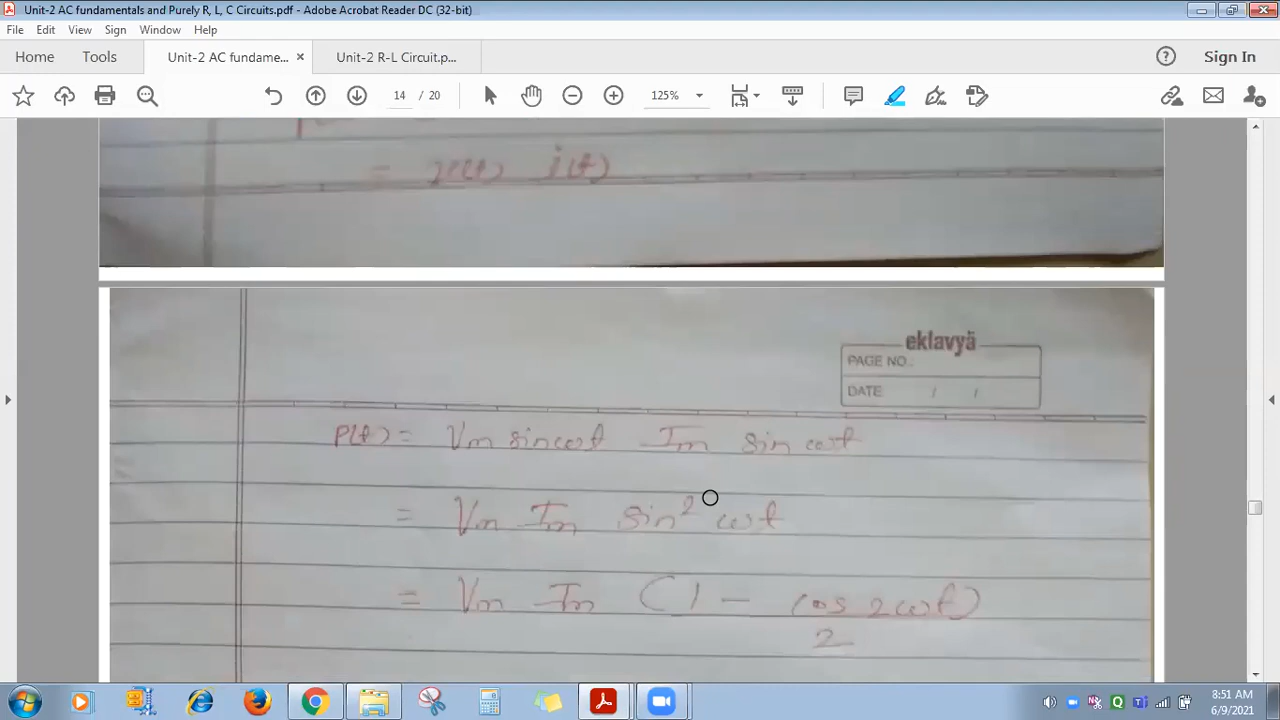 Unit-2 AC fundamentals and Purely R, L, C Circuits.pdf - Adobe Acrobat Reader DC (32-bit)
File Edit View Sign Window Help
Home Tools Unit-2 AC fundame... × Unit-2 R-L Circuit.p... Sign In
14 / 20 125%
= v(t) i(t)
eklavyä
PAGE NO.:
DATE / /
P(t) = Vm sinωt Im sin ωt
= Vm Im sin² ωt
= Vm Im (1 - cos 2ωt)
2
8:51 AM
6/9/2021